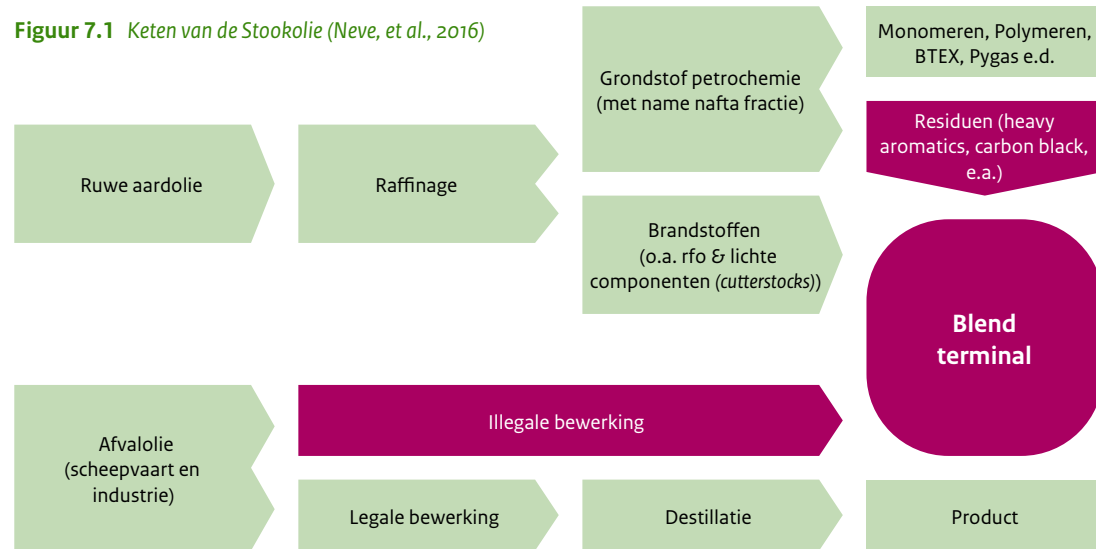 Figuur 7.1 Keten van de Stookolie (Neve, et al., 2016)
Ruwe aardolie
Raffinage
Grondstof petrochemie
(met name nafta fractie)
Monomeren, Polymeren,
BTEX, Pygas e.d.
Residuen (heavy
aromatics, carbon black,
e.a.)
Brandstoffen
(o.a. rfo & lichte
componenten (cutterstocks))
Blend
terminal
Afvalolie
(scheepvaart en
industrie)
Illegale bewerking
Legale bewerking
Destillatie
Product